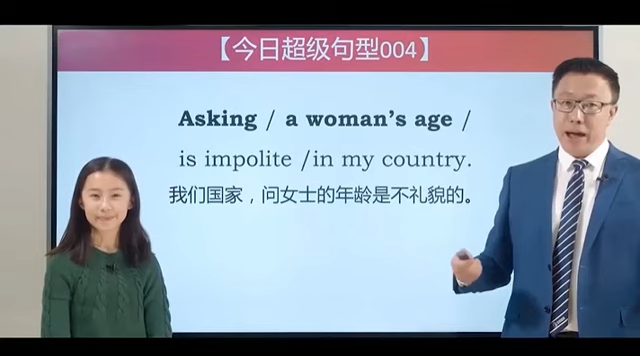 【今日超级句型004】
Asking / a woman's age /
is impolite /in my country.
我们国家，问女士的年龄是不礼貌的。